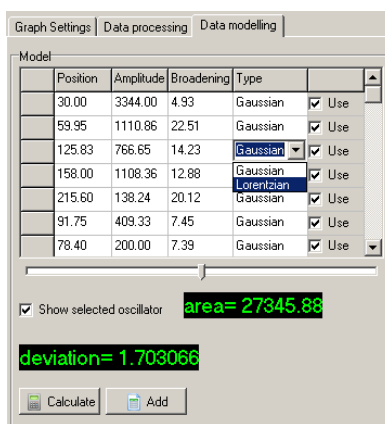 Graph Settings Data processing Data modelling
Model
Position Amplitude Broadening Type
30.00 3344.00 4.93 Gaussian Use
59.95 1110.86 22.51 Gaussian Use
125.83 766.65 14.23 Gaussian Use
158.00 1108.36 12.88 Gaussian Use
Lorentzian
215.60 138.24 20.12 Gaussian Use
91.75 409.33 7.45 Gaussian Use
78.40 200.00 7.39 Gaussian Use
Show selected oscillator area= 27345.88
deviation= 1.703066
Calculate Add